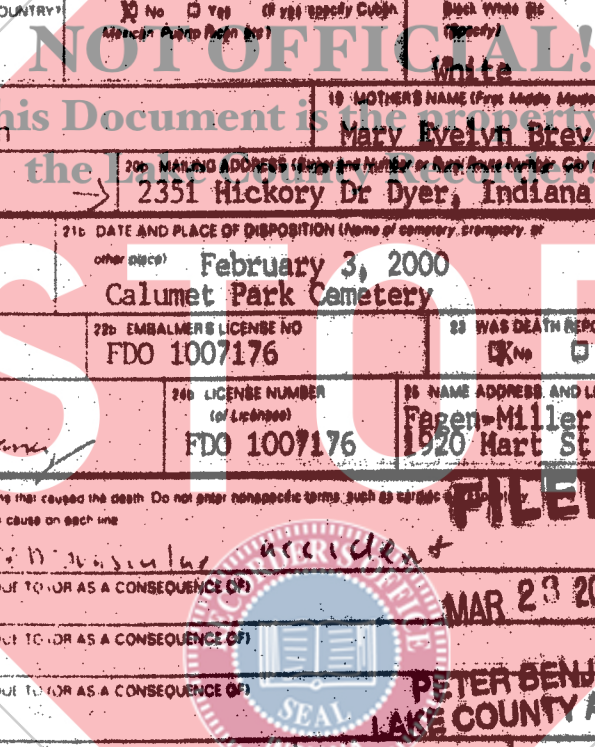 OUNTRY?
No Yes (If yes specify Cuban
Mexican Puerto Rican etc)
Black White Etc
(Specify)
NOT OFFICIAL!
White
19 MOTHER'S NAME (First Middle Maiden
his Document is the property
Mary Evelyn Brev
the Lake County Recorder!
20b MAILING ADDRESS (Street and Number or Rural Route Number, City
2351 Hickory Dr Dyer, Indiana
21b DATE AND PLACE OF DISPOSITION (Name of cemetery, crematory, or
other place) February 3, 2000
Calumet Park Cemetery
STOP
22b EMBALMERS LICENSE NO
FDO 1007176
23 WAS DEATH REPO
X No
24b LICENSE NUMBER
(of Licensee)
FDO 1007176
25 NAME ADDRESS AND LI
Fagen-Miller
1920 Hart St
that caused the death Do not enter nonspecific terms such as cardiac
cause on each line
FILE
accident
DUE TO (OR AS A CONSEQUENCE OF)
MAR 23 20
DUE TO (OR AS A CONSEQUENCE OF)
DUE TO (OR AS A CONSEQUENCE OF)
PETER BENJ
LAKE COUNTY A
SEAL